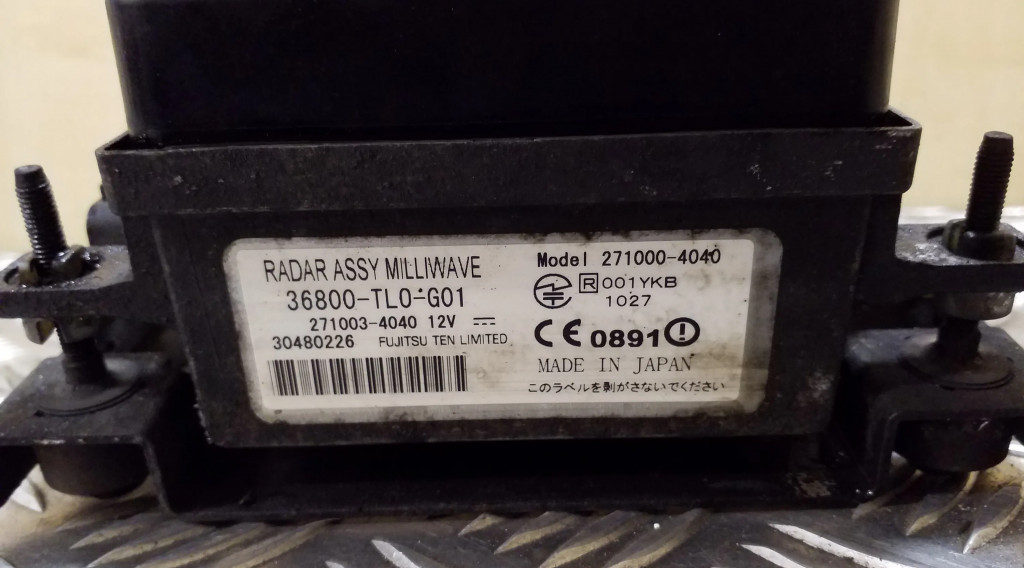 RADAR ASSY MILLIWAVE
36800-TL0-G01
271003-4040 12V
30480226 FUJITSU TEN LIMITED
Model 271000-4040
R 001YKB
1027
CE 0891
MADE IN JAPAN
このラベルを剥がさないでください